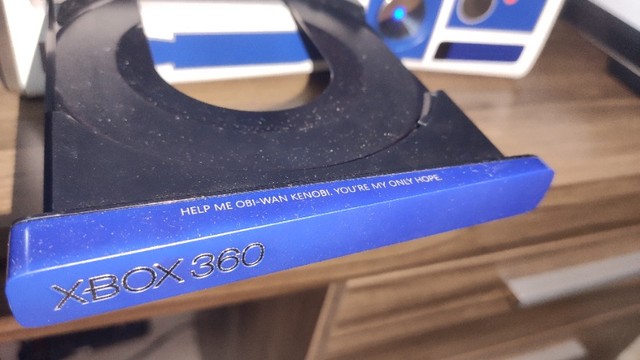 HELP ME OBI-WAN KENOBI, YOU'RE MY ONLY HOPE.
XBOX 360